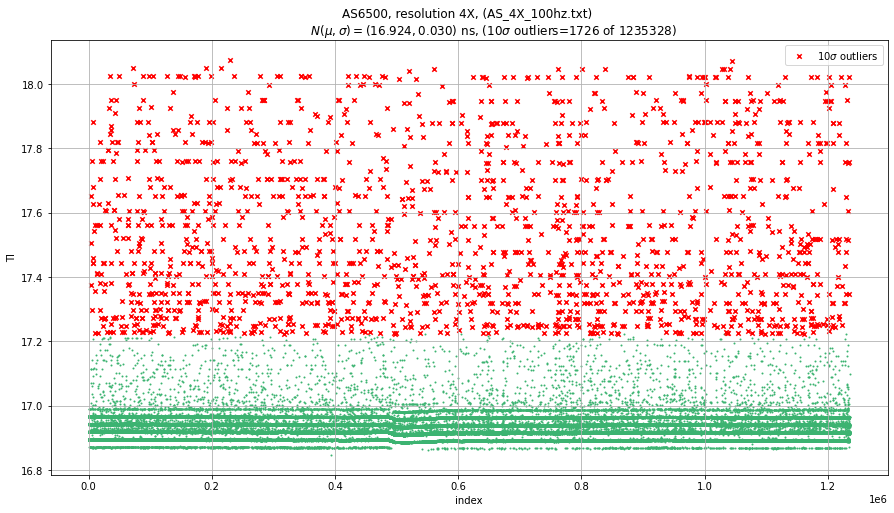 AS6500, resolution 4X, (AS_4X_100hz.txt)
N(μ, σ) = (16.924, 0.030) ns, (10σ outliers=1726 of 1235328)
10σ outliers
18.0
17.8
17.6
17.4
17.2
17.0
16.8
TI
0.0 0.2 0.4 0.6 0.8 1.0 1.2
1e6
index